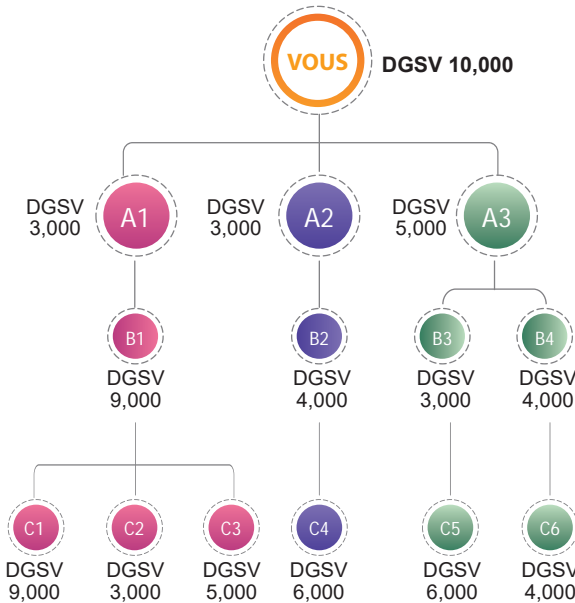 VOUS
DGSV 10,000
DGSV
3,000
A1
DGSV
3,000
A2
DGSV
5,000
A3
B1
DGSV
9,000
B2
DGSV
4,000
B3
DGSV
3,000
B4
DGSV
4,000
C1
DGSV
9,000
C2
DGSV
3,000
C3
DGSV
5,000
C4
DGSV
6,000
C5
DGSV
6,000
C6
DGSV
4,000